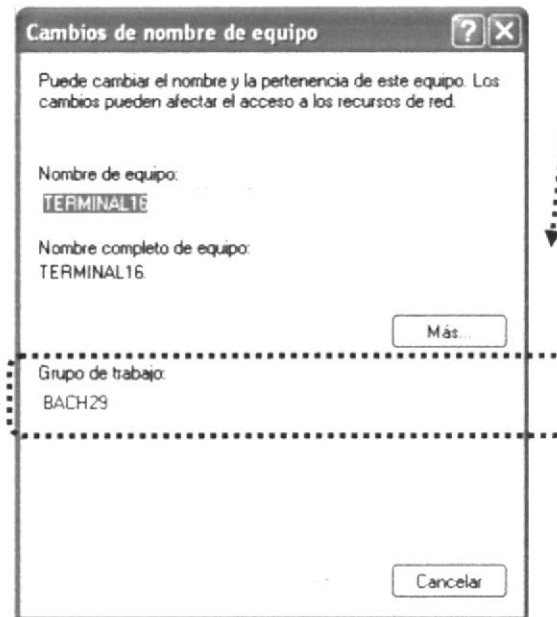 Cambios de nombre de equipo
Puede cambiar el nombre y la pertenencia de este equipo. Los
cambios pueden afectar el acceso a los recursos de red.
Nombre de equipo:
TERMINAL16
Nombre completo de equipo:
TERMINAL16.
Más...
Grupo de trabajo:
BACH29
Cancelar